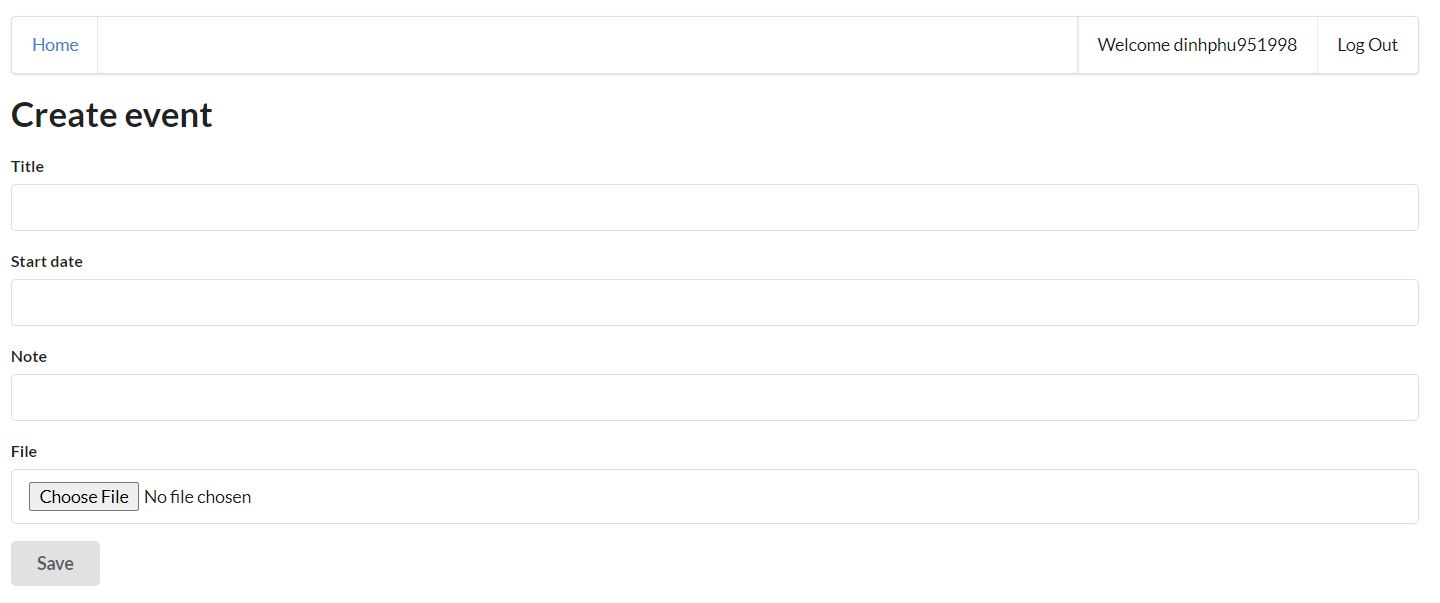 Home Welcome dinhphu951998 Log Out
Create event
Title
Start date
Note
File
Choose File No file chosen
Save